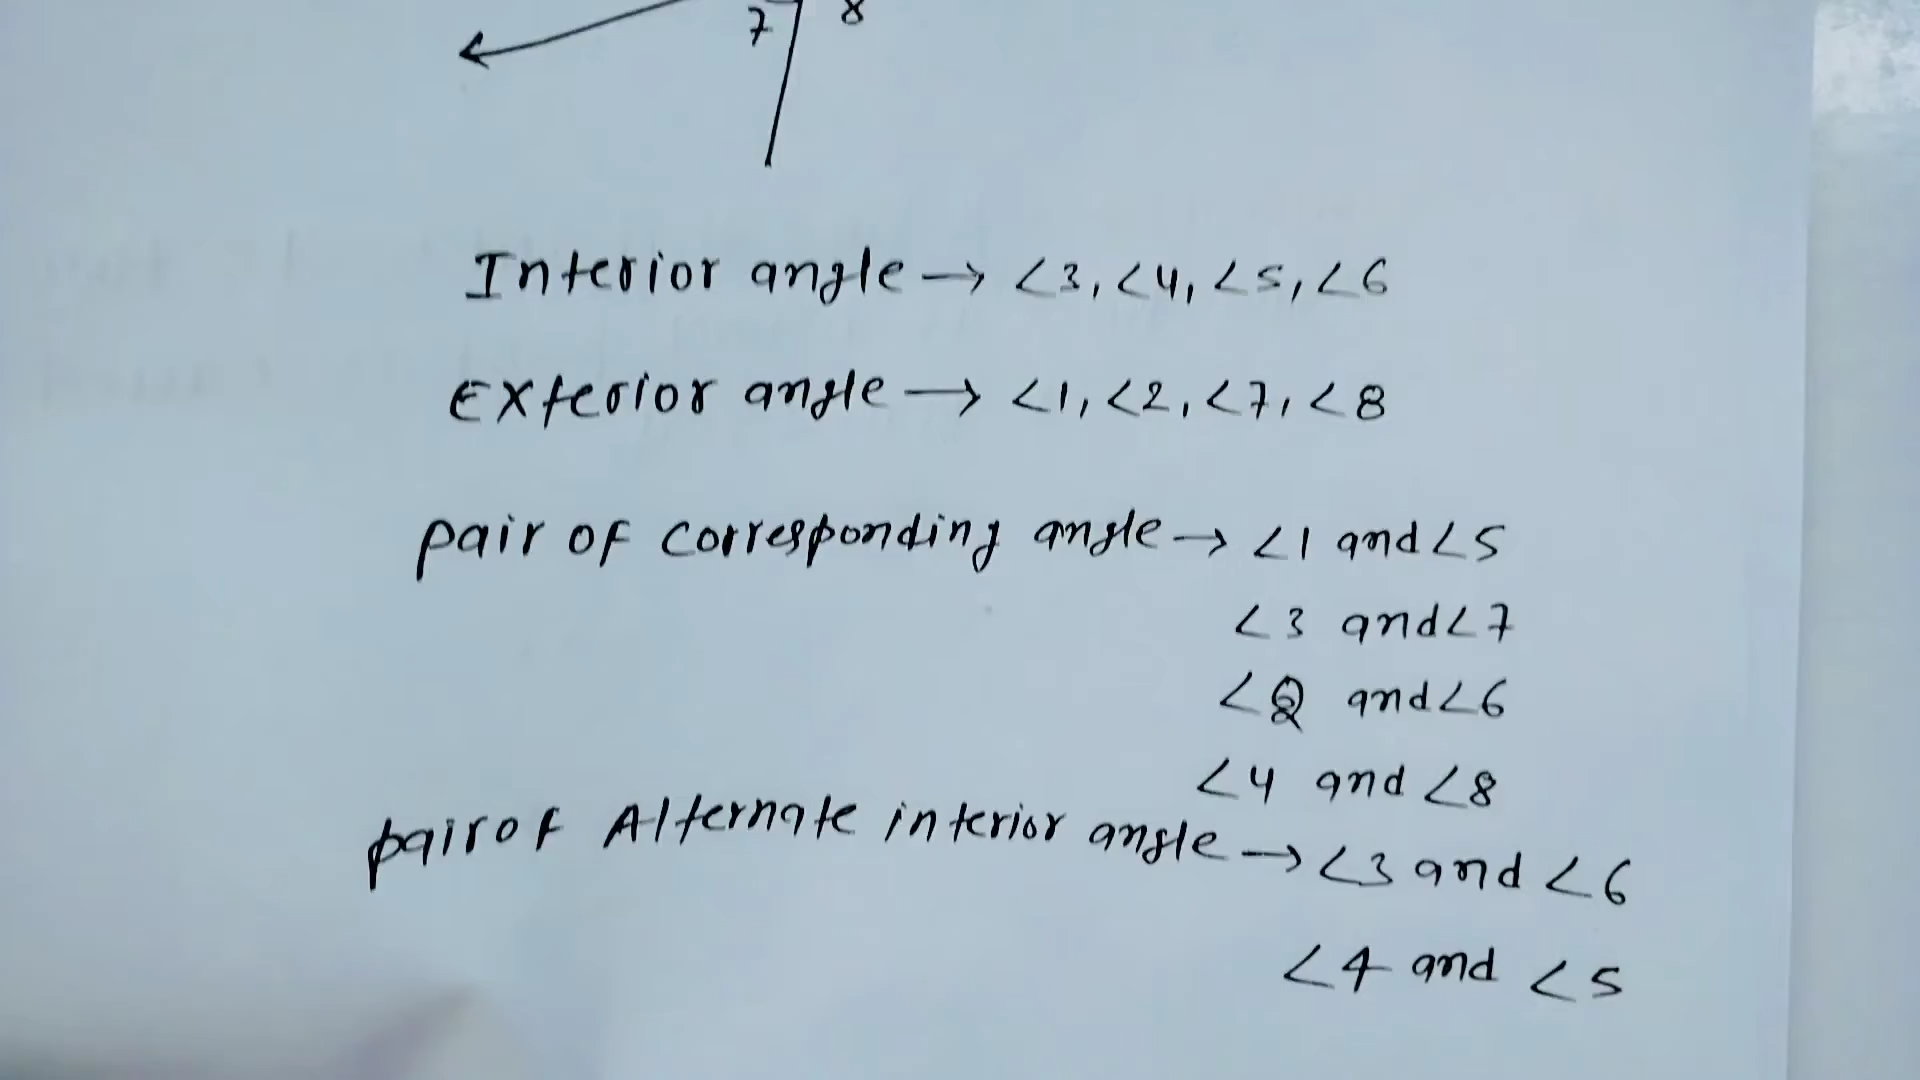 7 8
Interior angle → ∠3, ∠4, ∠5, ∠6
Exterior angle → ∠1, ∠2, ∠7, ∠8
pair of corresponding angle → ∠1 and ∠5
∠3 and ∠7
∠2 and ∠6
∠4 and ∠8
pair of Alternate interior angle → ∠3 and ∠6
∠4 and ∠5